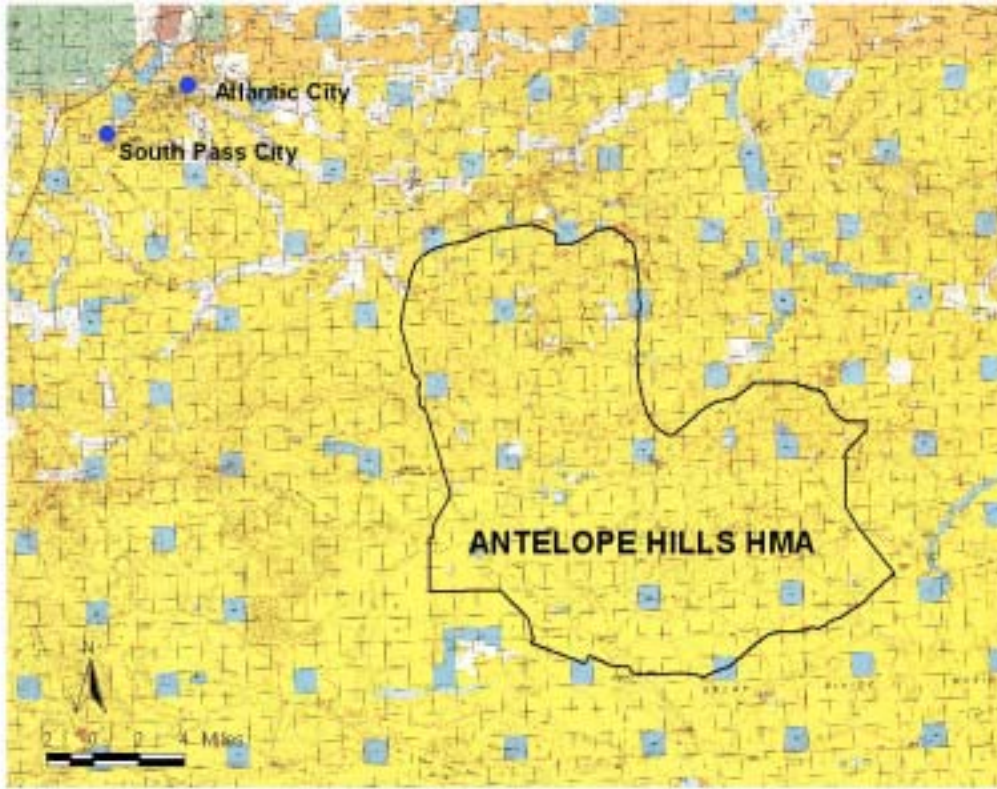 Atlantic City
South Pass City
ANTELOPE HILLS HMA
N
2 0 2 4 Miles